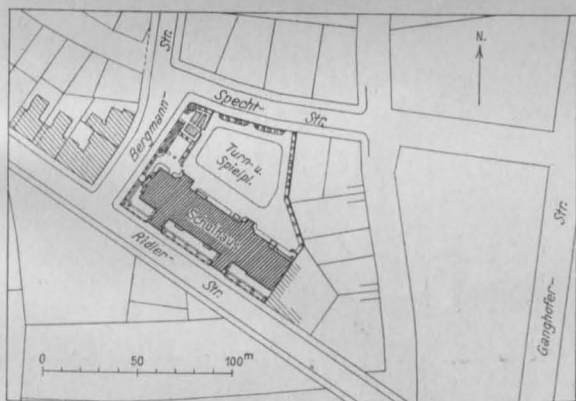 Str.
N.
Bergmann-
Specht-
Str.
Turn-u.
Spielpl.
Schulhaus
Ridler-
Str.
Ganghofer-
Str.
0 50 100m